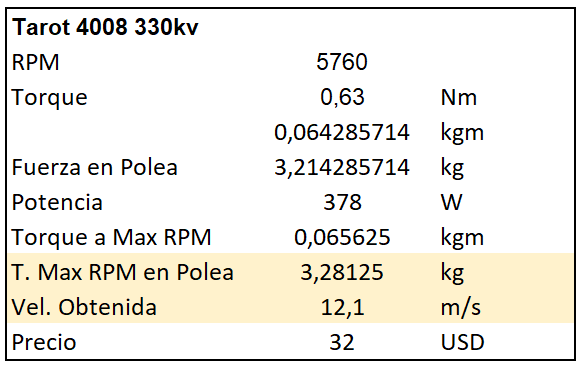 Tarot 4008 330kv
RPM 5760
Torque 0,63 Nm
0,064285714 kgm
Fuerza en Polea 3,214285714 kg
Potencia 378 W
Torque a Max RPM 0,065625 kgm
T. Max RPM en Polea 3,28125 kg
Vel. Obtenida 12,1 m/s
Precio 32 USD